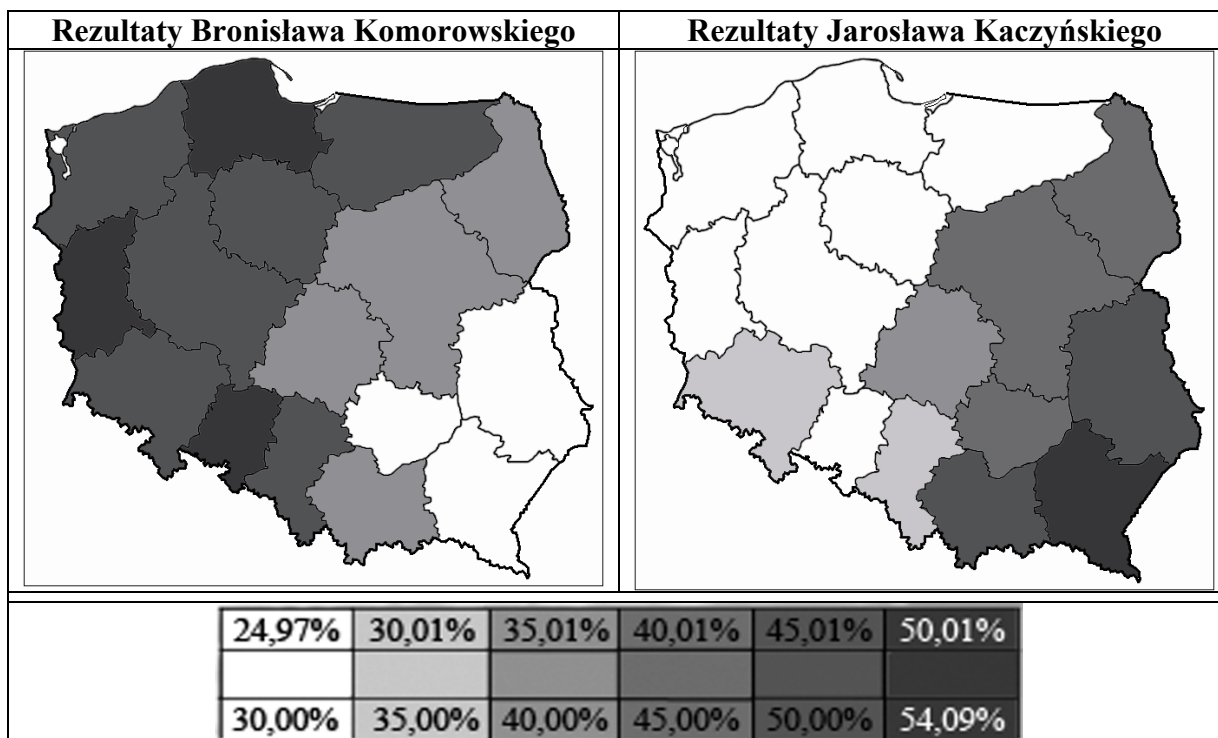 Rezultaty Bronisława Komorowskiego
Rezultaty Jarosława Kaczyńskiego
24,97% 30,01% 35,01% 40,01% 45,01% 50,01%
30,00% 35,00% 40,00% 45,00% 50,00% 54,09%